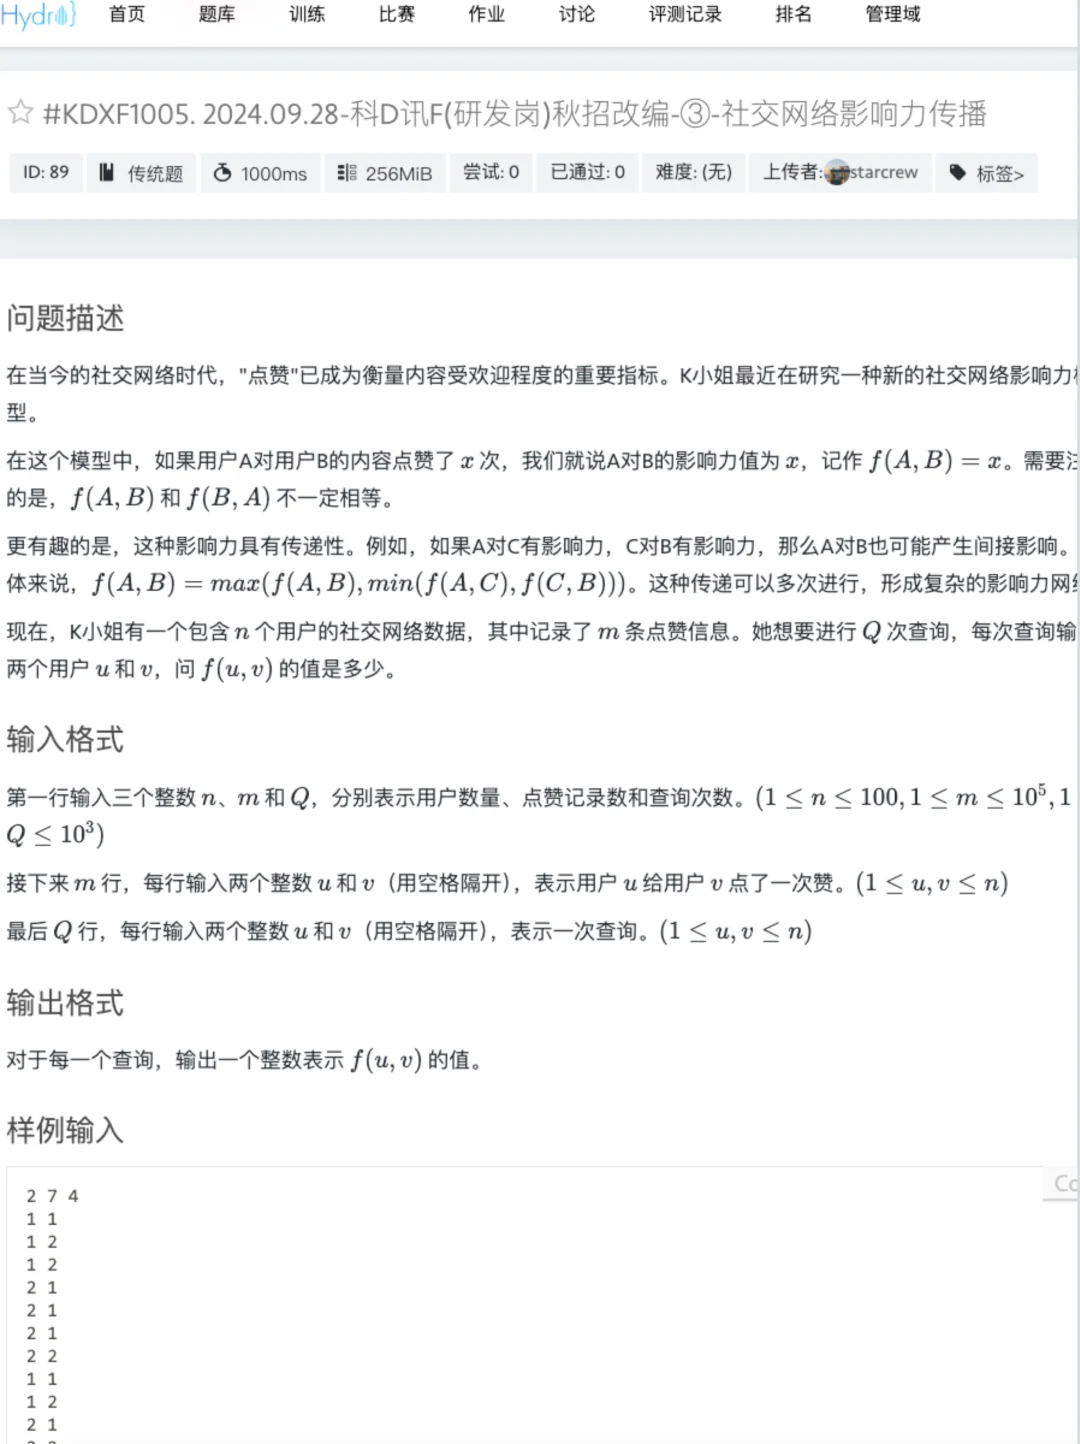 Hydro 首页 题库 训练 比赛 作业 讨论 评测记录 排名 管理域
#KDXF1005. 2024.09.28-科D讯F(研发岗)秋招改编-③-社交网络影响力传播
ID: 89 传统题 1000ms 256MiB 尝试: 0 已通过: 0 难度: (无) 上传者: starcrew 标签>
问题描述
在当今的社交网络时代，"点赞"已成为衡量内容受欢迎程度的重要指标。K小姐最近在研究一种新的社交网络影响力
型。
在这个模型中，如果用户A对用户B的内容点赞了 x 次，我们就说A对B的影响力值为 x，记作 f(A, B) = x。需要
的是，f(A, B) 和 f(B, A) 不一定相等。
更有趣的是，这种影响力具有传递性。例如，如果A对C有影响力，C对B有影响力，那么A对B也可能产生间接影响。
体来说，f(A, B) = max(f(A, B), min(f(A, C), f(C, B)))。这种传递可以多次进行，形成复杂的影响力网
现在，K小姐有一个包含 n 个用户的社交网络数据，其中记录了 m 条点赞信息。她想要进行 Q 次查询，每次查询输
两个用户 u 和 v，问 f(u, v) 的值是多少。
输入格式
第一行输入三个整数 n、m 和 Q，分别表示用户数量、点赞记录数和查询次数。(1 ≤ n ≤ 100, 1 ≤ m ≤ 10⁵, 1
Q ≤ 10³)
接下来 m 行，每行输入两个整数 u 和 v（用空格隔开），表示用户 u 给用户 v 点了一次赞。(1 ≤ u, v ≤ n)
最后 Q 行，每行输入两个整数 u 和 v（用空格隔开），表示一次查询。(1 ≤ u, v ≤ n)
输出格式
对于每一个查询，输出一个整数表示 f(u, v) 的值。
样例输入
Co
2 7 4
1 1
1 2
1 2
2 1
2 1
2 1
2 2
1 1
1 2
2 1